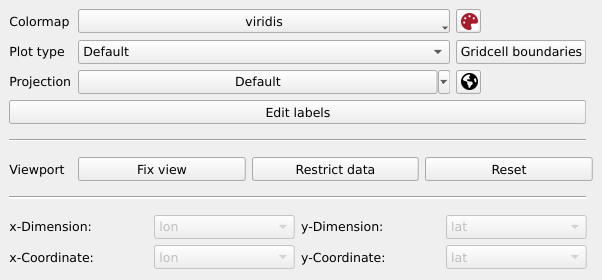 Colormap viridis
Plot type Default Gridcell boundaries
Projection Default
Edit labels
Viewport Fix view Restrict data Reset
x-Dimension: lon y-Dimension: lat
x-Coordinate: lon y-Coordinate: lat